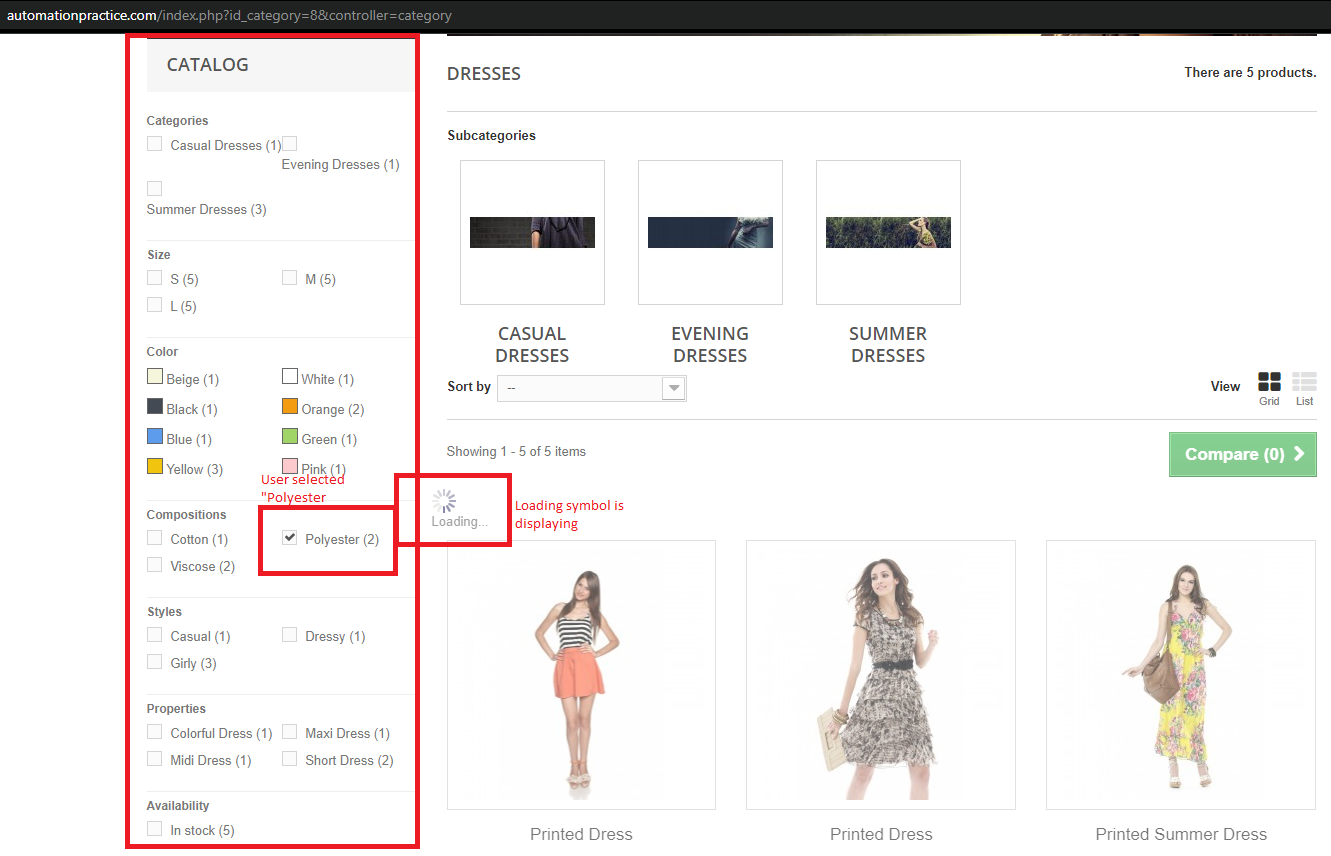 automationpractice.com/index.php?id_category=8&controller=category
CATALOG
Categories
Casual Dresses (1)
Evening Dresses (1)
Summer Dresses (3)
Size
S (5) M (5)
L (5)
Color
Beige (1) White (1)
Black (1) Orange (2)
Blue (1) Green (1)
Yellow (3) Pink (1)
User selected
"Polyester
Compositions
Cotton (1) Polyester (2)
Viscose (2)
Styles
Casual (1) Dressy (1)
Girly (3)
Properties
Colorful Dress (1) Maxi Dress (1)
Midi Dress (1) Short Dress (2)
Availability
In stock (5)
DRESSES There are 5 products.
Subcategories
CASUAL
DRESSES
EVENING
DRESSES
SUMMER
DRESSES
Sort by -- View
Grid List
Showing 1 - 5 of 5 items
Compare (0)
Loading...
Loading symbol is
displaying
Printed Dress Printed Dress Printed Summer Dress